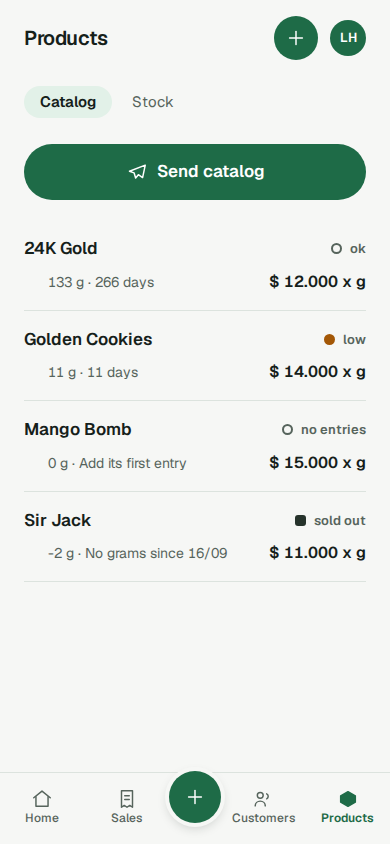 Products
LH
Catalog
Stock
Send catalog
24K Gold
ok
133 g · 266 days
$ 12.000 x g
Golden Cookies
low
11 g · 11 days
$ 14.000 x g
Mango Bomb
no entries
0 g · Add its first entry
$ 15.000 x g
Sir Jack
sold out
-2 g · No grams since 16/09
$ 11.000 x g
Home
Sales
Customers
Products